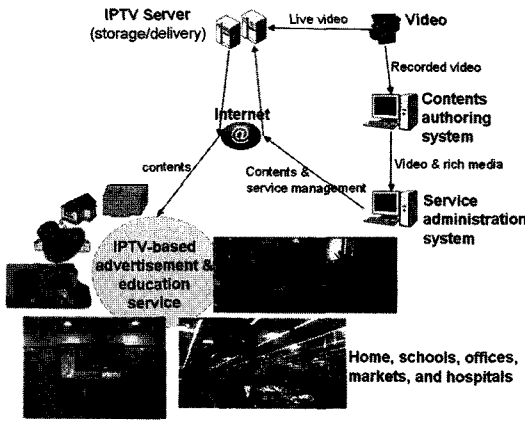 IPTV Server
(storage/delivery)
Live video
Video
Recorded video
Contents
authoring
system
Internet
@
Video & rich media
contents
Contents &
service management
Service
administration
system
IPTV-based
advertisement &
education
service
Home, schools, offices,
markets, and hospitals